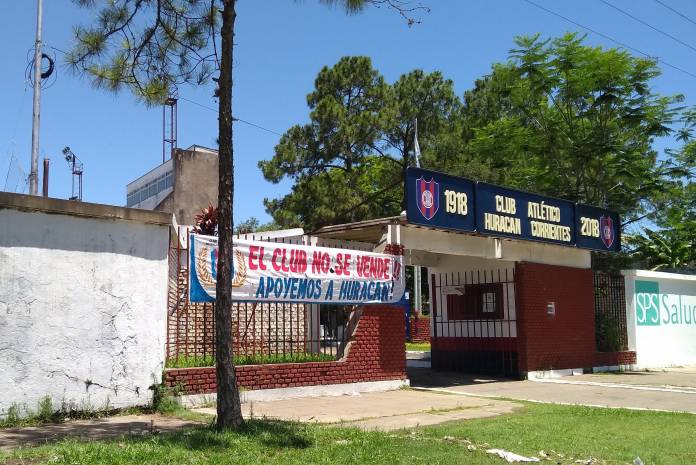 1918
CLUB ATLÉTICO
HURACAN CORRIENTES
2018
EL CLUB NO SE VENDE!!
APOYEMOS A HURACAN!
SPS Salud